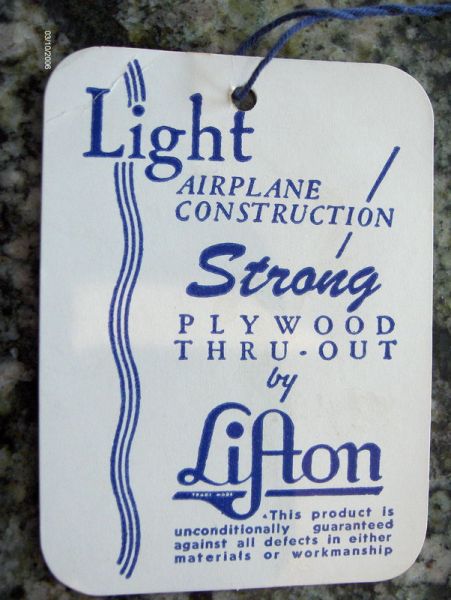 03/10/2006
Light
AIRPLANE
CONSTRUCTION
Strong
PLYWOOD
THRU-OUT
by
Lifton
TRADE MARK
This product is
unconditionally guaranteed
against all defects in either
materials or workmanship